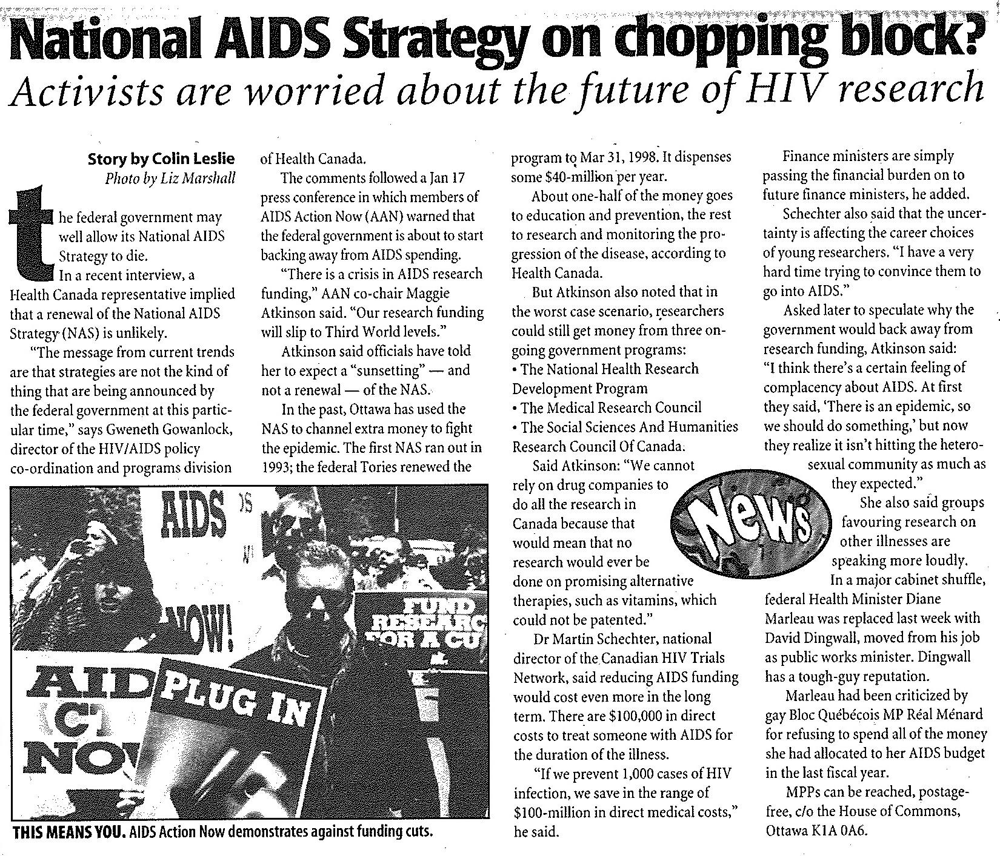 National AIDS Strategy on chopping block?
Activists are worried about the future of HIV research
Story by Colin Leslie
Photo by Liz Marshall
the federal government may
well allow its National AIDS
Strategy to die.
In a recent interview, a
Health Canada representative implied
that a renewal of the National AIDS
Strategy (NAS) is unlikely.
“The message from current trends
are that strategies are not the kind of
thing that are being announced by
the federal government at this partic-
ular time,” says Gweneth Gowanlock,
director of the HIV/AIDS policy
co-ordination and programs division
of Health Canada.
The comments followed a Jan 17
press conference in which members of
AIDS Action Now (AAN) warned that
the federal government is about to start
backing away from AIDS spending.
“There is a crisis in AIDS research
funding,” AAN co-chair Maggie
Atkinson said. “Our research funding
will slip to Third World levels.”
Atkinson said officials have told
her to expect a “sunsetting” — and
not a renewal — of the NAS.
In the past, Ottawa has used the
NAS to channel extra money to fight
the epidemic. The first NAS ran out in
1993; the federal Tories renewed the
program to Mar 31, 1998. It dispenses
some $40-million per year.
About one-half of the money goes
to education and prevention, the rest
to research and monitoring the pro-
gression of the disease, according to
Health Canada.
But Atkinson also noted that in
the worst case scenario, researchers
could still get money from three on-
going government programs:
• The National Health Research
Development Program
• The Medical Research Council
• The Social Sciences And Humanities
Research Council Of Canada.
Said Atkinson: “We cannot
rely on drug companies to
do all the research in
Canada because that
would mean that no
research would ever be
done on promising alternative
therapies, such as vitamins, which
could not be patented.”
Dr Martin Schechter, national
director of the Canadian HIV Trials
Network, said reducing AIDS funding
would cost even more in the long
term. There are $100,000 in direct
costs to treat someone with AIDS for
the duration of the illness.
“If we prevent 1,000 cases of HIV
infection, we save in the range of
$100-million in direct medical costs,”
he said.
Finance ministers are simply
passing the financial burden on to
future finance ministers, he added.
Schechter also said that the uncer-
tainty is affecting the career choices
of young researchers. “I have a very
hard time trying to convince them to
go into AIDS.”
Asked later to speculate why the
government would back away from
research funding, Atkinson said:
“I think there’s a certain feeling of
complacency about AIDS. At first
they said, ‘There is an epidemic, so
we should do something,’ but now
they realize it isn’t hitting the hetero-
sexual community as much as
they expected.”
She also said groups
favouring research on
other illnesses are
speaking more loudly.
In a major cabinet shuffle,
federal Health Minister Diane
Marleau was replaced last week with
David Dingwall, moved from his job
as public works minister. Dingwall
has a tough-guy reputation.
Marleau had been criticized by
gay Bloc Québécois MP Réal Ménard
for refusing to spend all of the money
she had allocated to her AIDS budget
in the last fiscal year.
MPPs can be reached, postage-
free, c/o the House of Commons,
Ottawa K1A 0A6.
News
AIDS
NOW!
FUND
RESEARC
FOR A CU
AID
NOW
PLUG IN
THIS MEANS YOU. AIDS Action Now demonstrates against funding cuts.